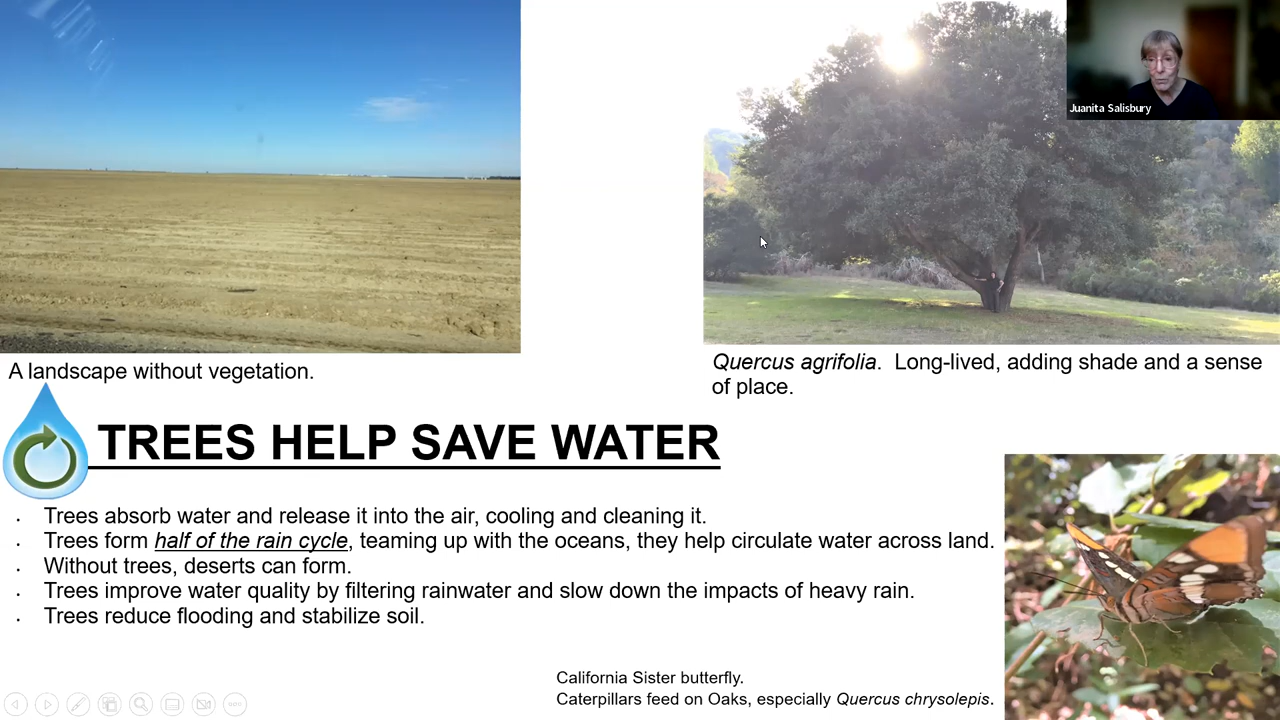 Juanita Salisbury
A landscape without vegetation.
Quercus agrifolia.  Long-lived, adding shade and a sense
of place.
TREES HELP SAVE WATER
· Trees absorb water and release it into the air, cooling and cleaning it.
· Trees form half of the rain cycle, teaming up with the oceans, they help circulate water across land.
· Without trees, deserts can form.
· Trees improve water quality by filtering rainwater and slow down the impacts of heavy rain.
· Trees reduce flooding and stabilize soil.
California Sister butterfly.
Caterpillars feed on Oaks, especially Quercus chrysolepis.